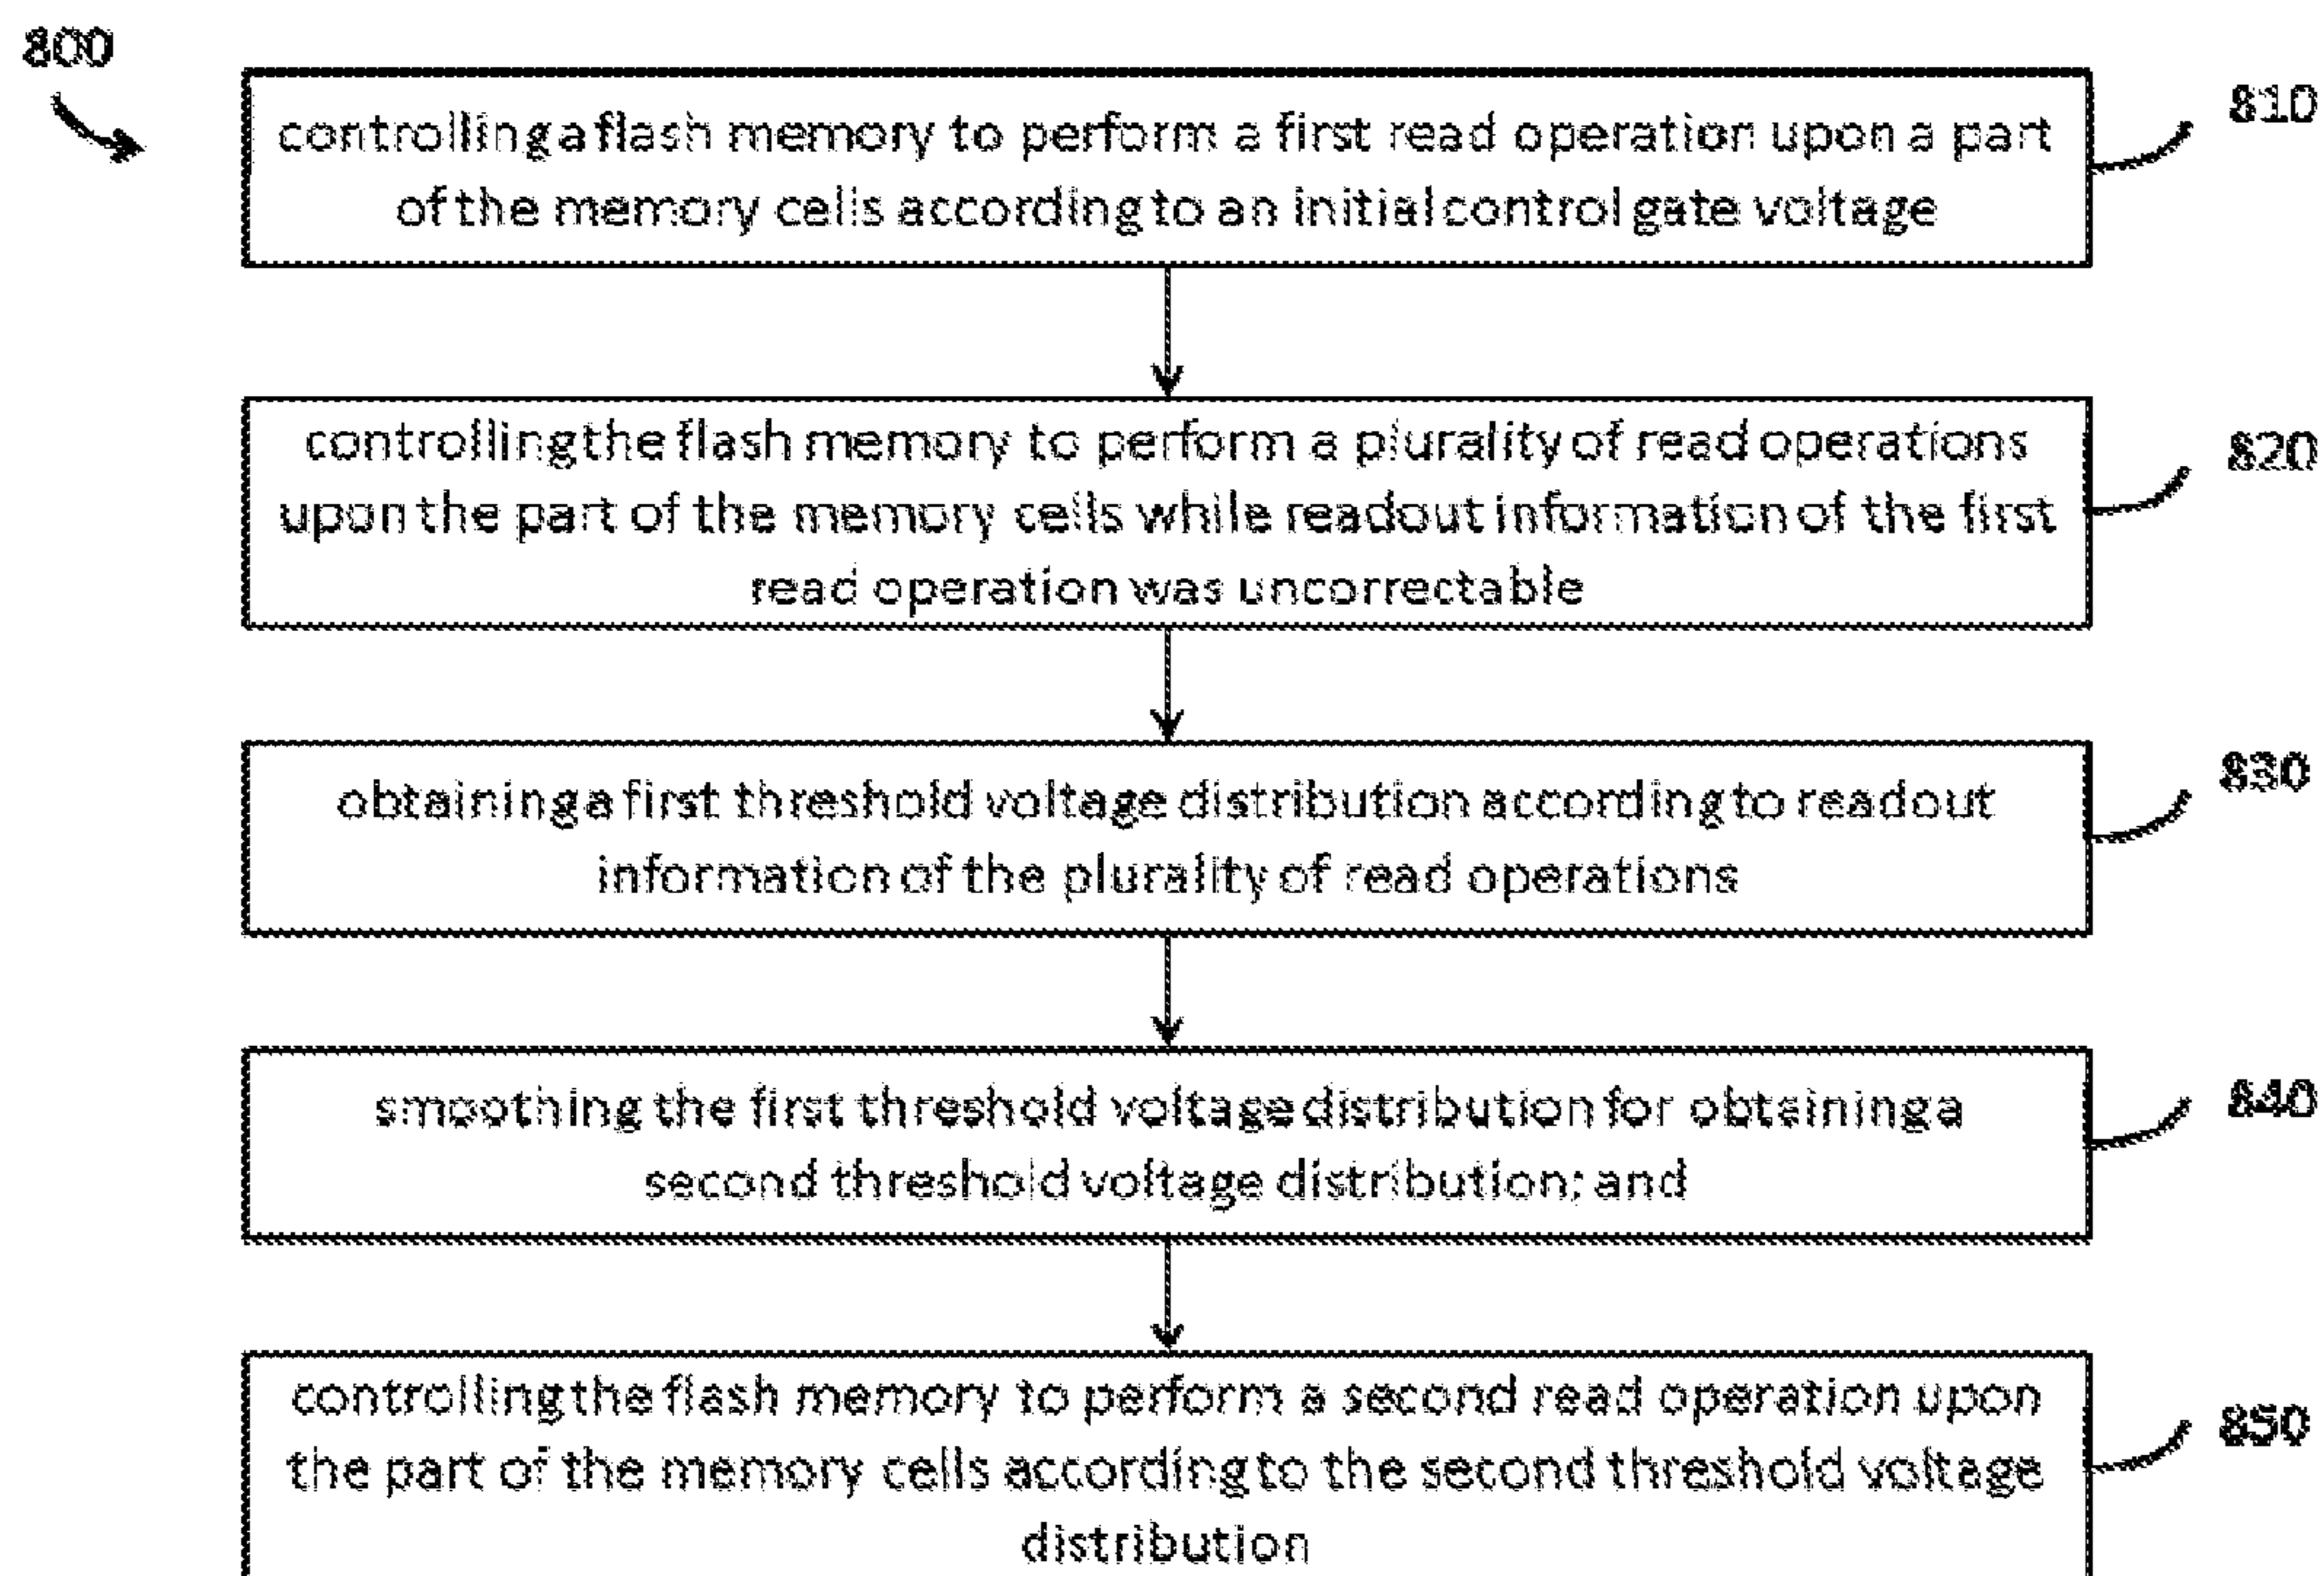 800
controlling a flash memory to perform a first read operation upon a part
of the memory cells according to an initial control gate voltage
810
controlling the flash memory to perform a plurality of read operations
upon the part of the memory cells while readout information of the first
read operation was uncorrectable
820
obtaining a first threshold voltage distribution according to readout
information of the plurality of read operations
830
smoothing the first threshold voltage distribution for obtaining a
second threshold voltage distribution; and
840
controlling the flash memory to perform a second read operation upon
the part of the memory cells according to the second threshold voltage
distribution
850